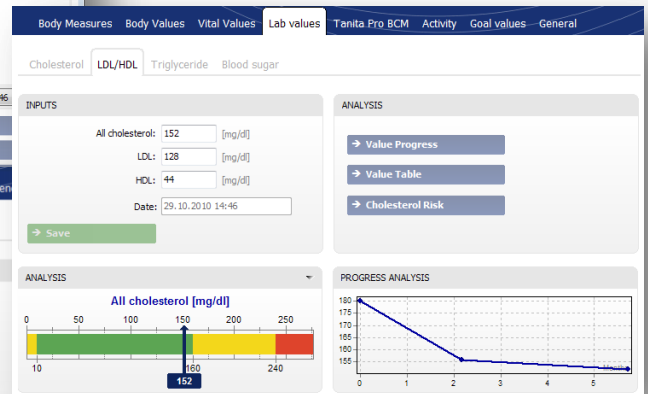 Body Measures Body Values Vital Values Lab values Tanita Pro BCM Activity Goal values General
Cholesterol LDL/HDL Triglyceride Blood sugar
46
INPUTS
All cholesterol: 152 [mg/dl]
LDL: 128 [mg/dl]
HDL: 44 [mg/dl]
Date: 29.10.2010 14:46
→ Save
ANALYSIS
→ Value Progress
→ Value Table
→ Cholesterol Risk
ANALYSIS
All cholesterol [mg/dl]
0 50 100 150 200 250
10 160 240
152
PROGRESS ANALYSIS
180
175
170
165
160
155
0 1 2 3 4 5